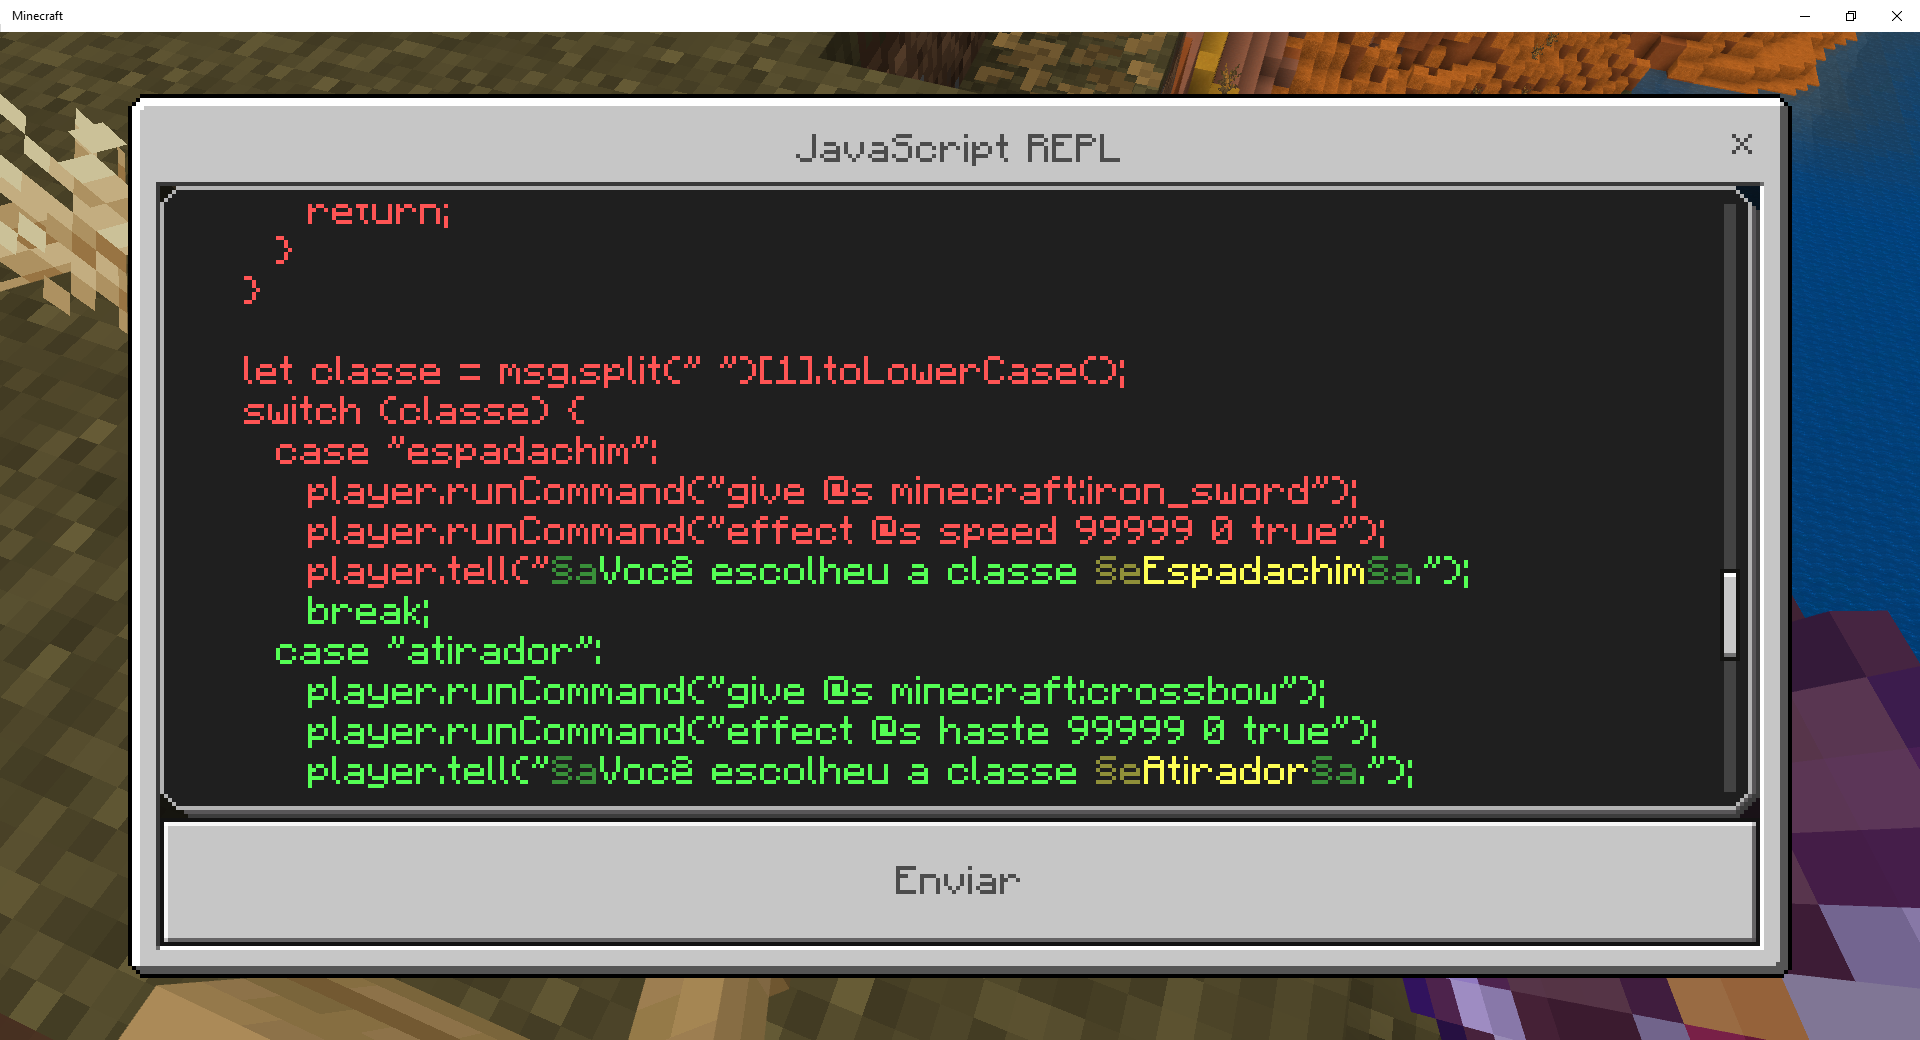 Minecraft
JavaScript REPL
return;
}
}
let classe = msg.split(" ")[1].toLowerCase();
switch (classe) {
case "espadachim":
player.runCommand("give @s minecraft:iron_sword");
player.runCommand("effect @s speed 99999 0 true");
player.tell("§aVocê escolheu a classe §eEspadachim§a.");
break;
case "atirador":
player.runCommand("give @s minecraft:crossbow");
player.runCommand("effect @s haste 99999 0 true");
player.tell("§aVocê escolheu a classe §eAtirador§a.");
Enviar